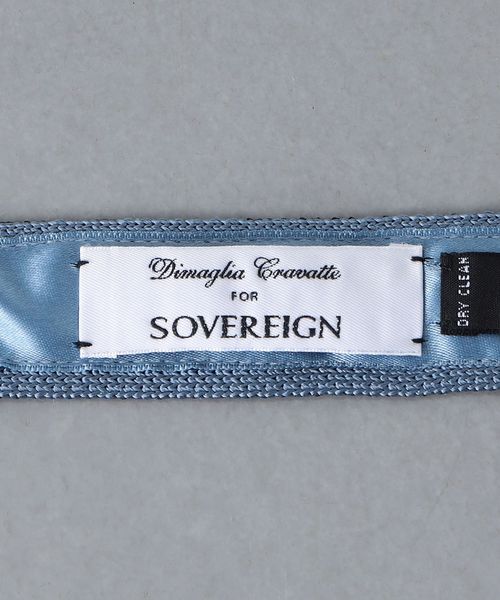 Dimaglia Cravatte
FOR
SOVEREIGN
DRY CLEAN